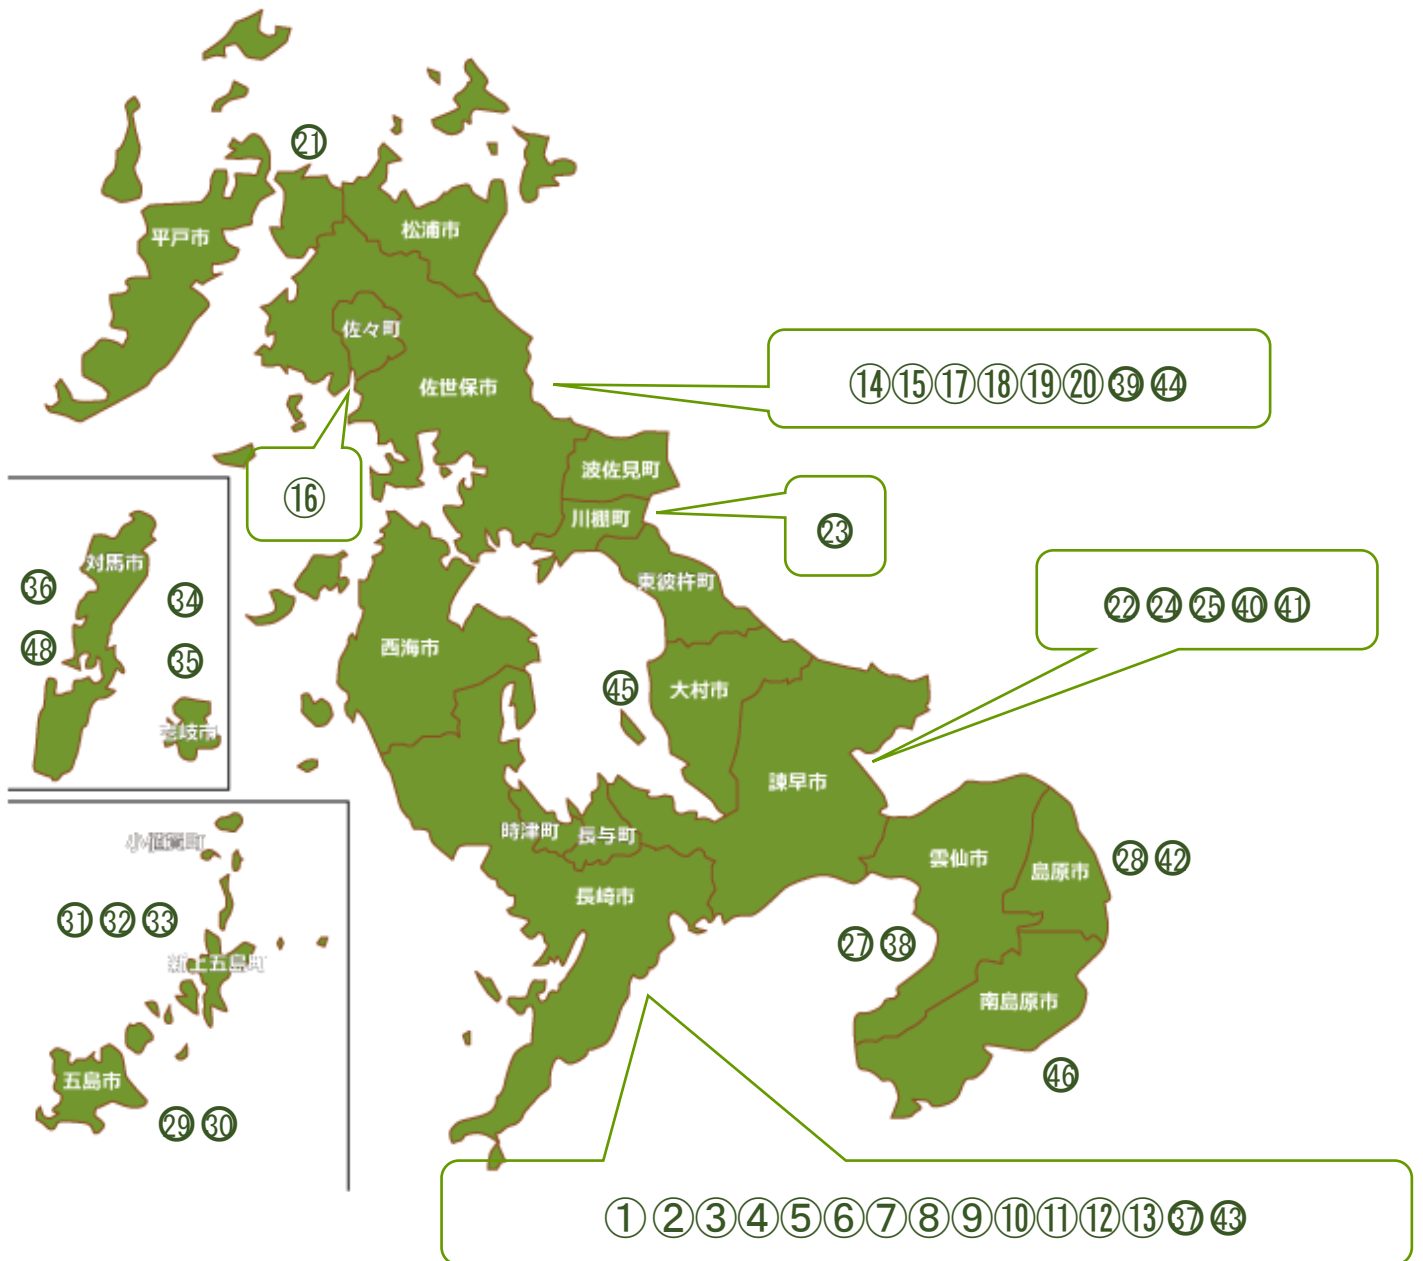 ㉑
松浦市
平戸市
佐々町
⑭⑮⑰⑱⑲⑳㊴㊹
佐世保市
波佐見町
⑯
川棚町
㉓
対馬市
東彼杵町
㊱
㉞
㉒㉔㉕㊵㊶
㊽
西海市
㉟
㊺
大村市
壱岐市
諫早市
時津町
長与町
小値賀町
雲仙市
島原市
㉘㊷
長崎市
㉛㉜㉝
㉗㊳
新上五島町
南島原市
五島市
㊻
㉙㉚
①②③④⑤⑥⑦⑧⑨⑩⑪⑫⑬㊲㊸